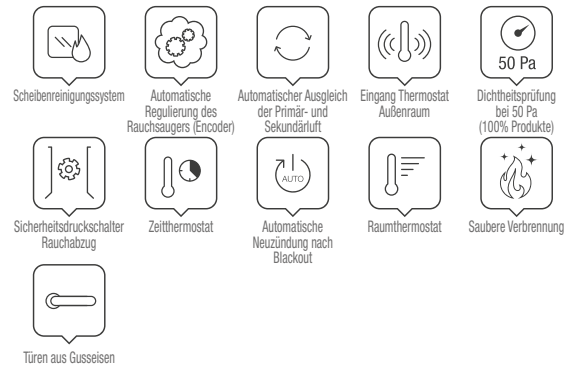 50 Pa
Scheibenreinigungssystem
Automatische
Regulierung des
Rauchsaugers (Encoder)
Automatischer Ausgleich
der Primär- und
Sekundärluft
Eingang Thermostat
Außenraum
Dichtheitsprüfung
bei 50 Pa
(100% Produkte)
AUTO
Sicherheitsdruckschalter
Rauchabzug
Zeitthermostat
Automatische
Neuzündung nach
Blackout
Raumthermostat
Saubere Verbrennung
Türen aus Gusseisen